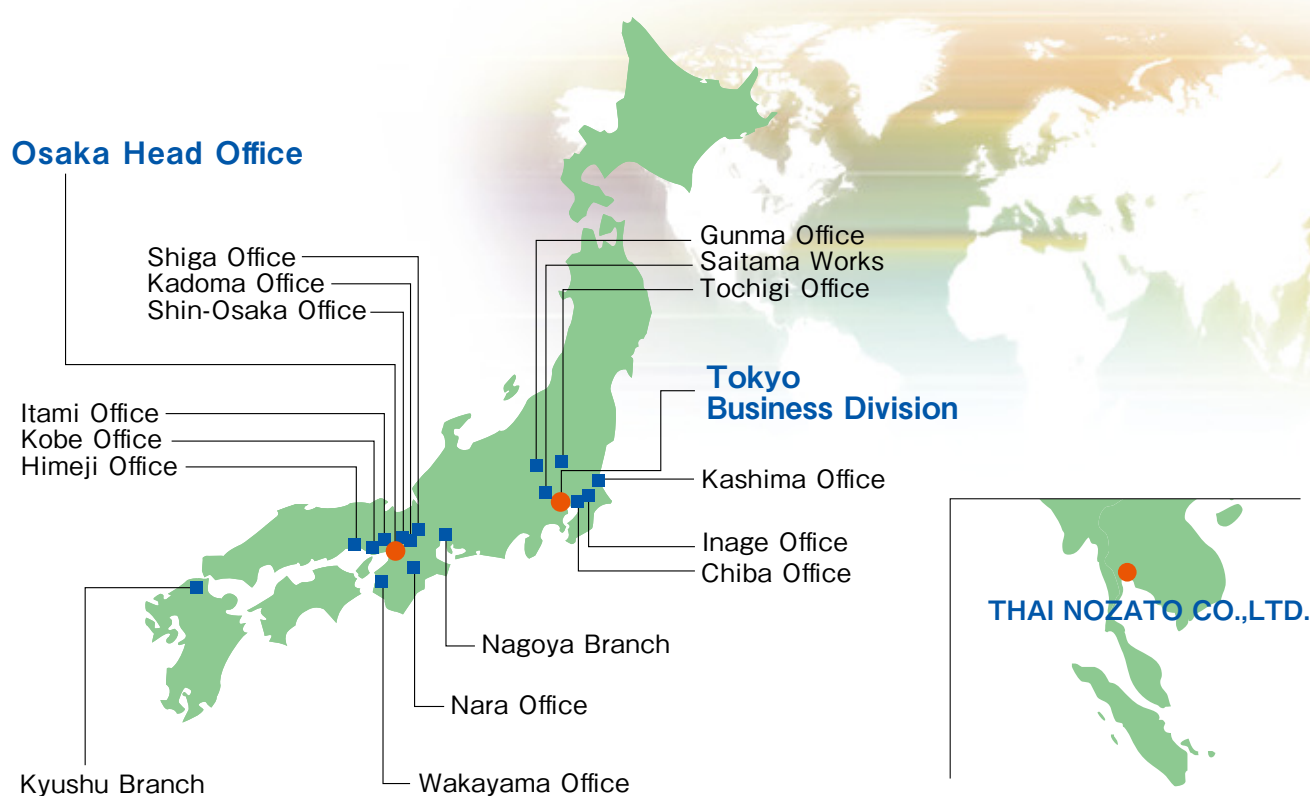 Osaka Head Office
Shiga Office
Kadoma Office
Shin-Osaka Office
Itami Office
Kobe Office
Himeji Office
Kyushu Branch
Gunma Office
Saitama Works
Tochigi Office
Tokyo
Business Division
Kashima Office
Inage Office
Chiba Office
Nagoya Branch
Nara Office
Wakayama Office
THAI NOZATO CO.,LTD.